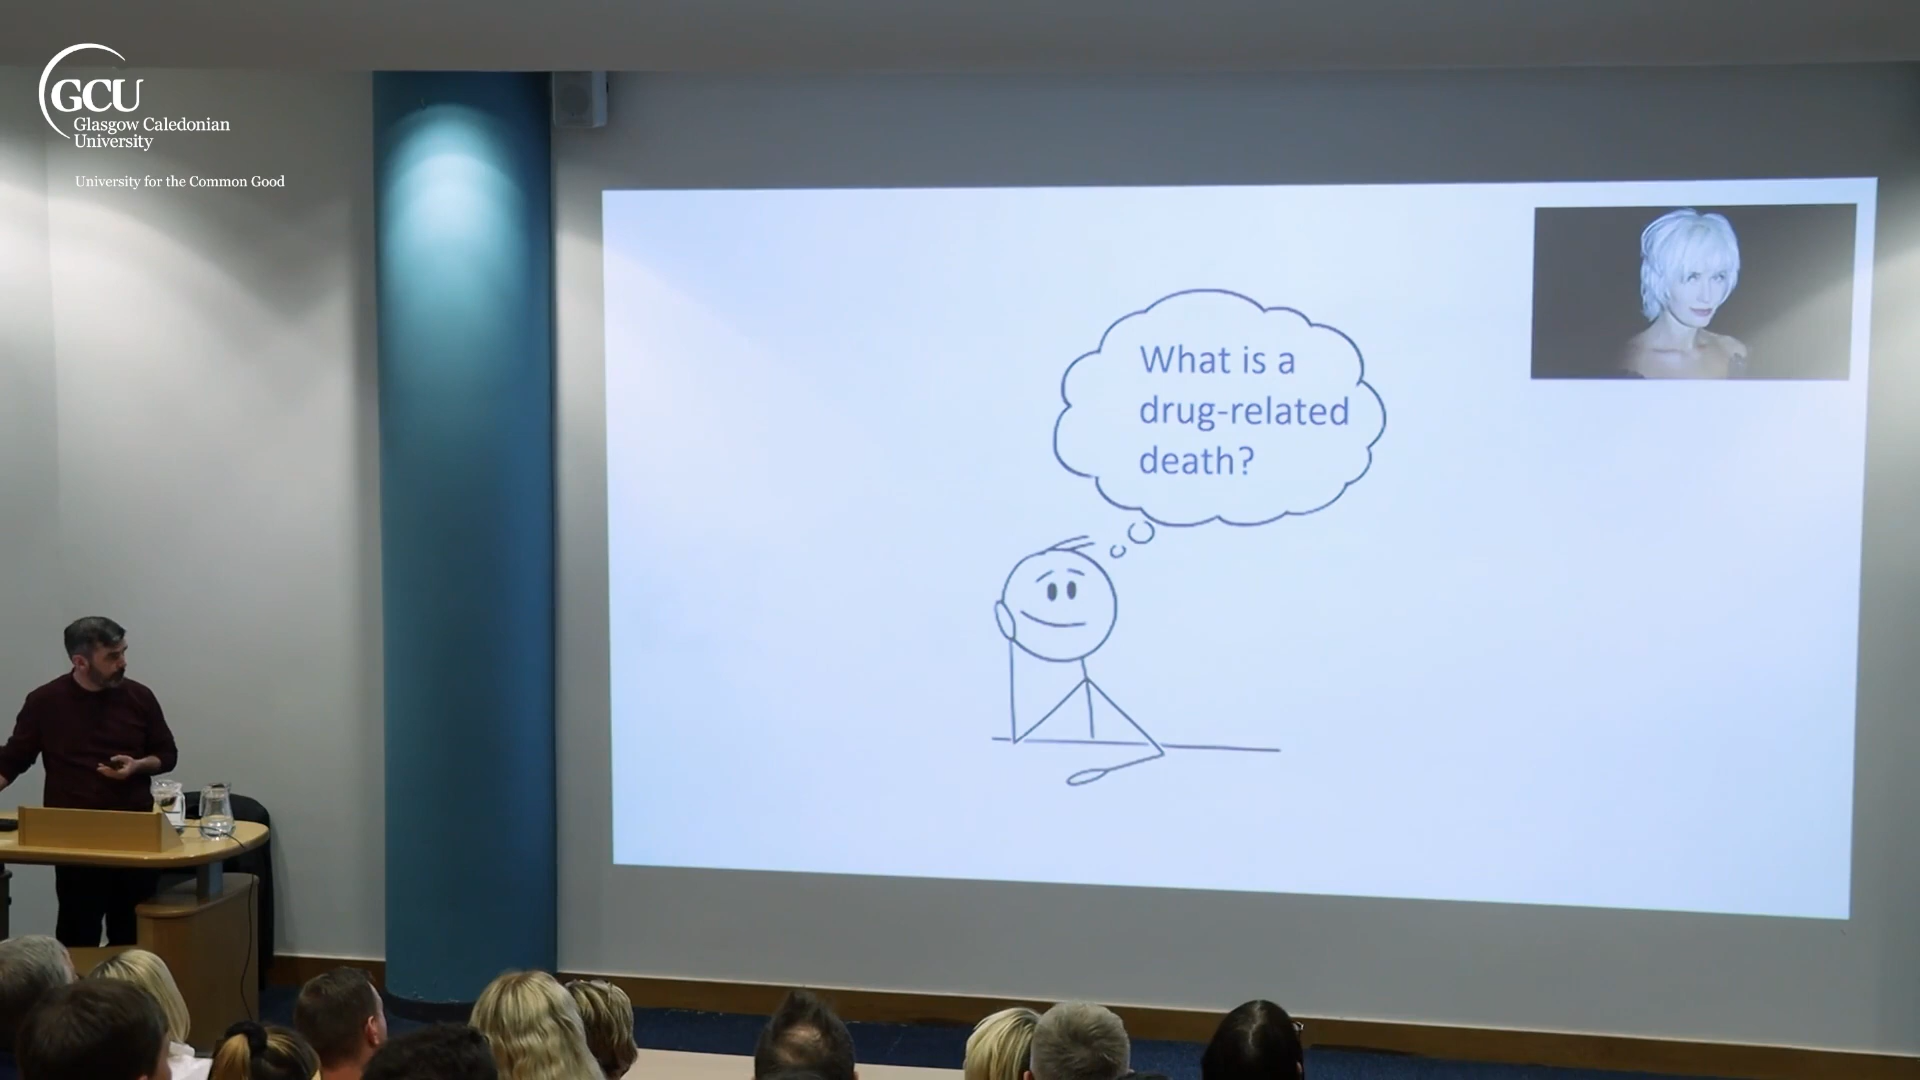 GCU
Glasgow Caledonian
University
University for the Common Good
What is a
drug-related
death?